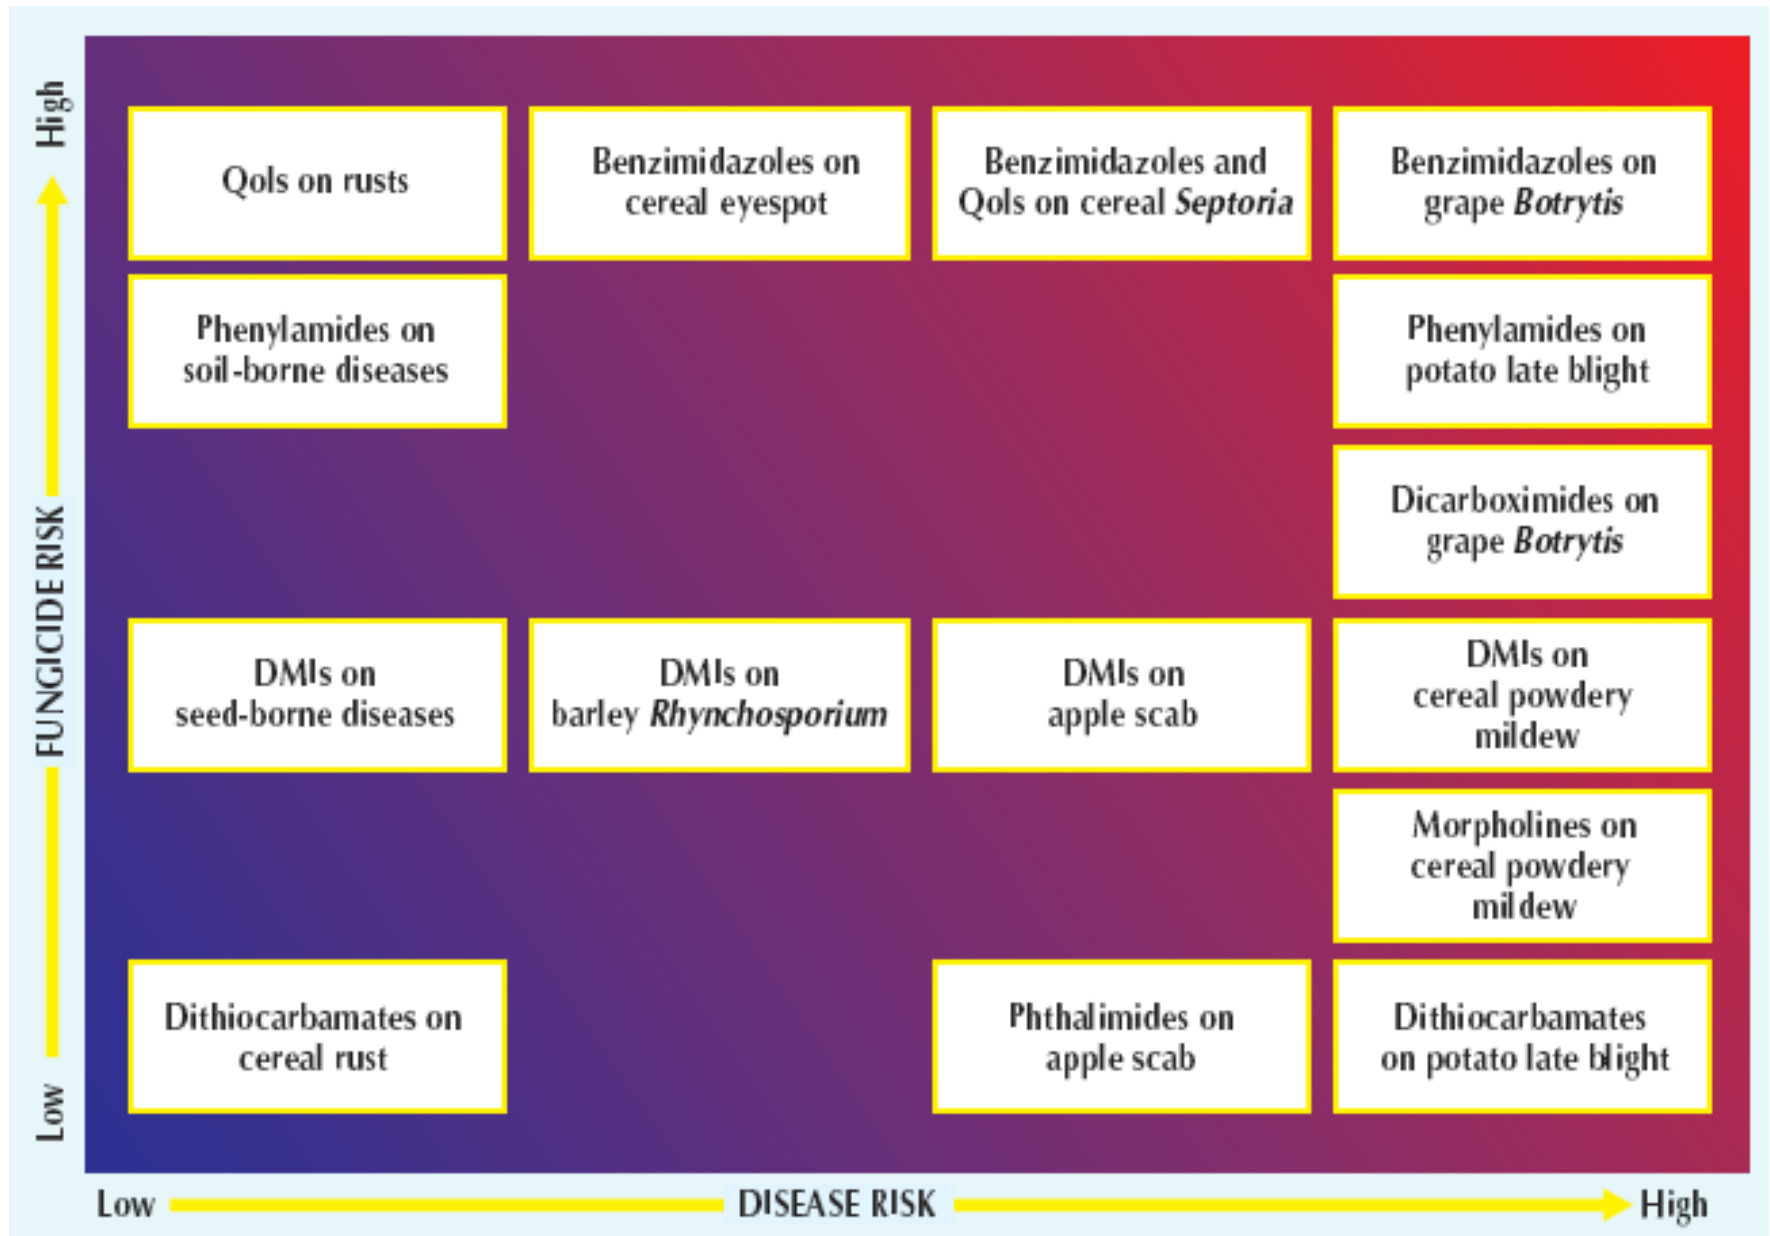 High
QoIs on rusts
Benzimidazoles on
cereal eyespot
Benzimidazoles and
QoIs on cereal Septoria
Benzimidazoles on
grape Botrytis
Phenylamides on
soil-borne diseases
Phenylamides on
potato late blight
Dicarboximides on
grape Botrytis
FUNGICIDE RISK
DMIs on
seed-borne diseases
DMIs on
barley Rhynchosporium
DMIs on
apple scab
DMIs on
cereal powdery
mildew
Morpholines on
cereal powdery
mildew
Dithiocarbamates on
cereal rust
Phthalimides on
apple scab
Dithiocarbamates
on potato late blight
Low
Low
DISEASE RISK
High